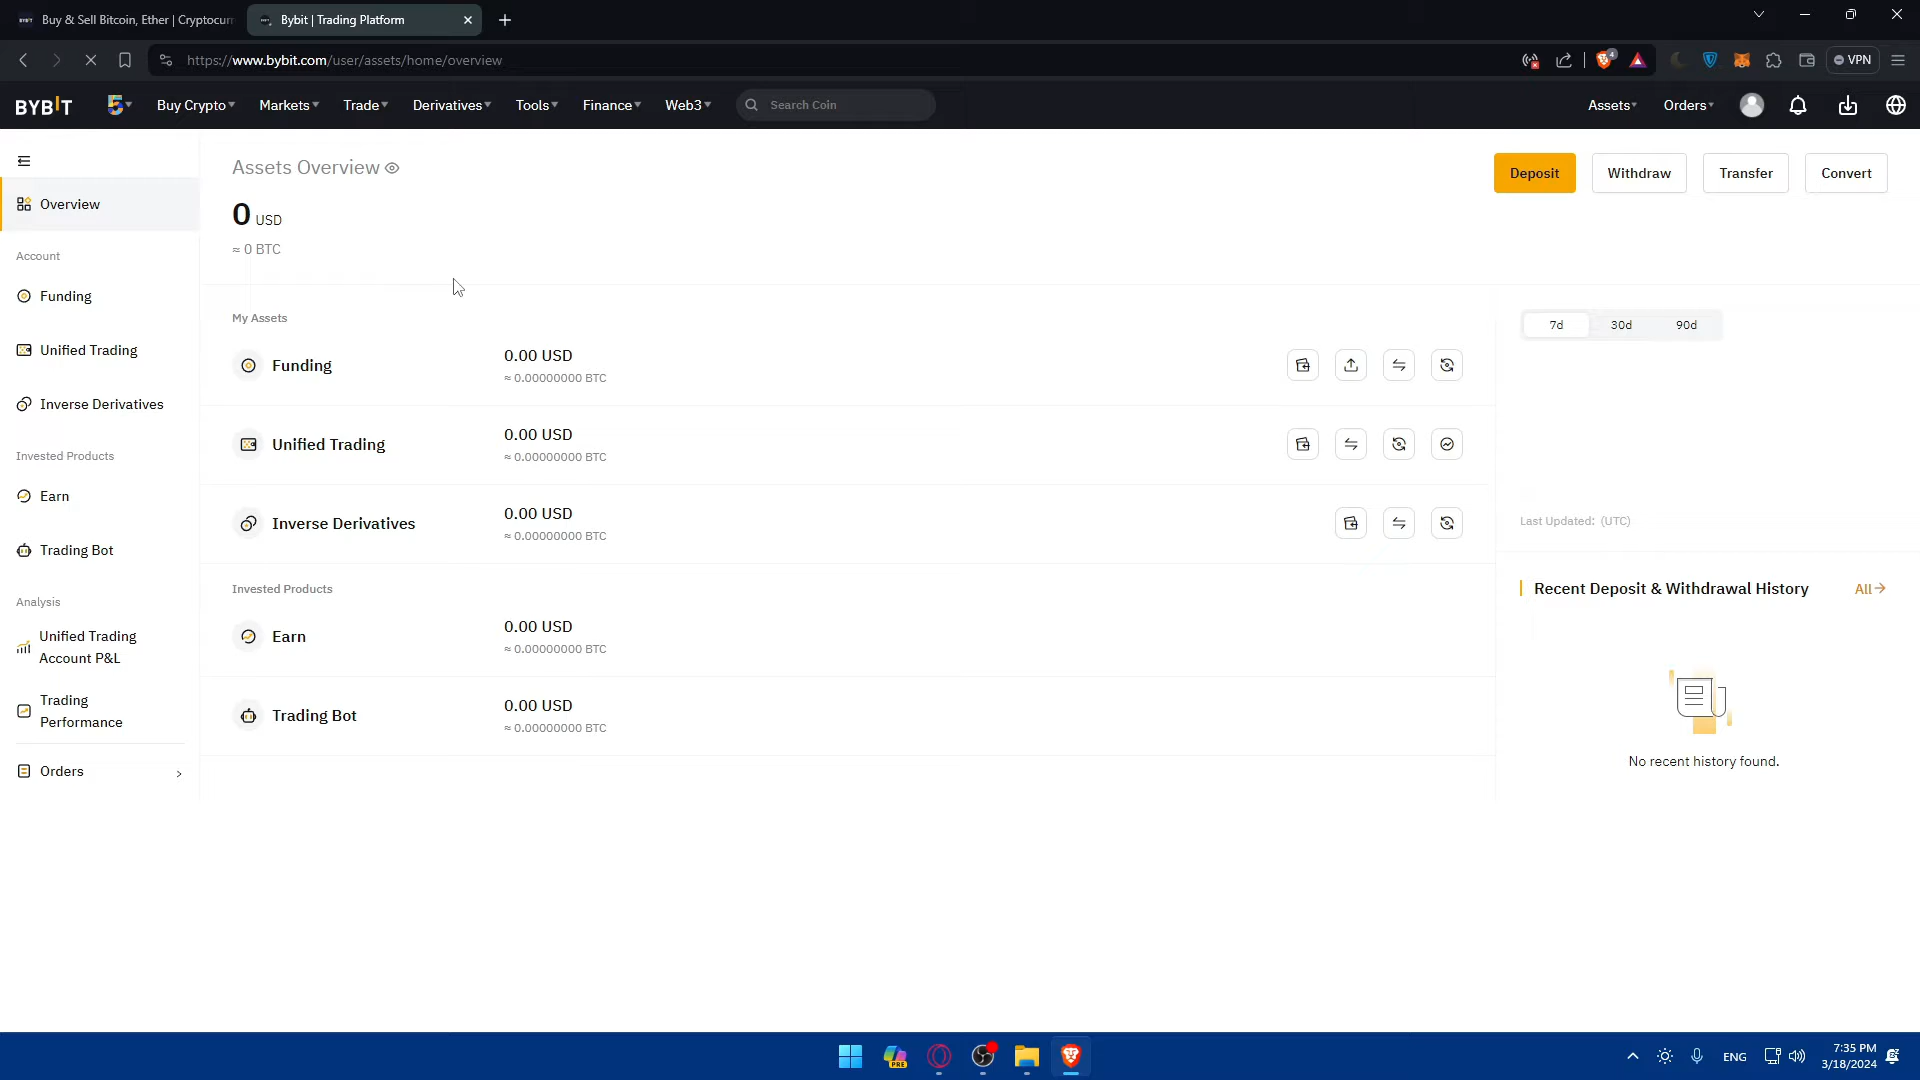 Buy & Sell Bitcoin, Ether | Cryptocurr
Bybit | Trading Platform
https://www.bybit.com/user/assets/home/overview
4
VPN
BYBIT
Buy Crypto
Markets
Trade
Derivatives
Tools
Finance
Web3
Search Coin
Assets
Orders
Overview
Account
Funding
Unified Trading
Inverse Derivatives
Invested Products
Earn
Trading Bot
Analysis
Unified Trading
Account P&L
Trading
Performance
Orders
Assets Overview
0 USD
≈ 0 BTC
Deposit
Withdraw
Transfer
Convert
My Assets
Funding
0.00 USD
≈ 0.00000000 BTC
Unified Trading
0.00 USD
≈ 0.00000000 BTC
Inverse Derivatives
0.00 USD
≈ 0.00000000 BTC
Invested Products
Earn
0.00 USD
≈ 0.00000000 BTC
Trading Bot
0.00 USD
≈ 0.00000000 BTC
7d
30d
90d
Last Updated: (UTC)
Recent Deposit & Withdrawal History
All
No recent history found.
PRE
ENG
7:35 PM
3/18/2024